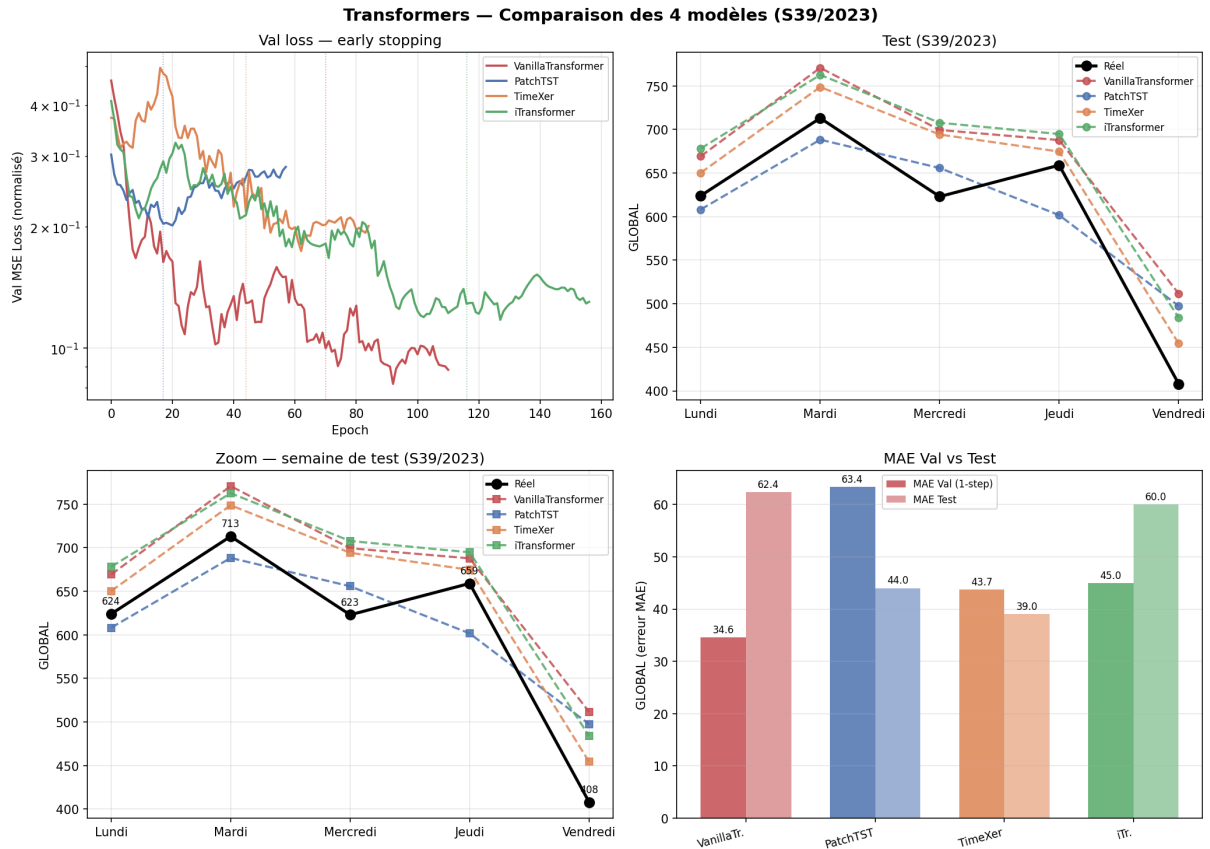 Transformers — Comparaison des 4 modèles (S39/2023)
Val loss — early stopping
Val MSE Loss (normalisé)
4 × 10⁻¹
3 × 10⁻¹
2 × 10⁻¹
10⁻¹
VanillaTransformer
PatchTST
TimeXer
iTransformer
0 20 40 60 80 100 120 140 160
Epoch
Test (S39/2023)
GLOBAL
750
700
650
600
550
500
450
400
Réel
VanillaTransformer
PatchTST
TimeXer
iTransformer
Lundi Mardi Mercredi Jeudi Vendredi
Zoom — semaine de test (S39/2023)
GLOBAL
750
700
650
600
550
500
450
400
Réel
VanillaTransformer
PatchTST
TimeXer
iTransformer
624
713
623
659
408
Lundi Mardi Mercredi Jeudi Vendredi
MAE Val vs Test
GLOBAL (erreur MAE)
60
50
40
30
20
10
0
MAE Val (1-step)
MAE Test
34.6 62.4 63.4 44.0 43.7 39.0 45.0 60.0
VanillaTr. PatchTST TimeXer iTr.